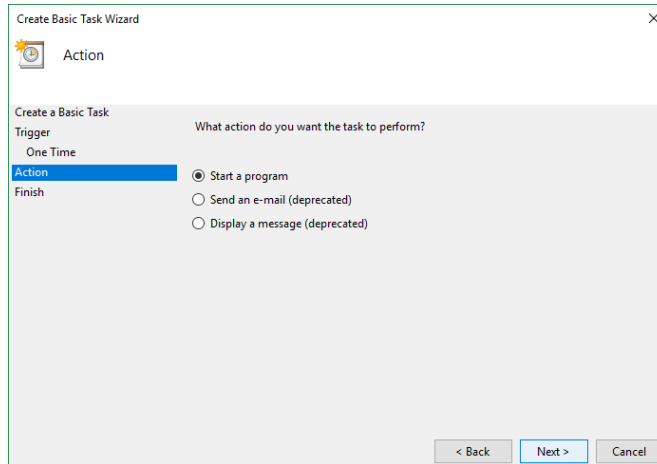 Create Basic Task Wizard
Action
Create a Basic Task
Trigger
One Time
Action
Finish
What action do you want the task to perform?
Start a program
Send an e-mail (deprecated)
Display a message (deprecated)
< Back
Next >
Cancel